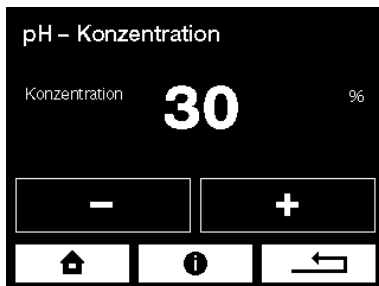 pH – Konzentration
Konzentration 30 %
– +
i